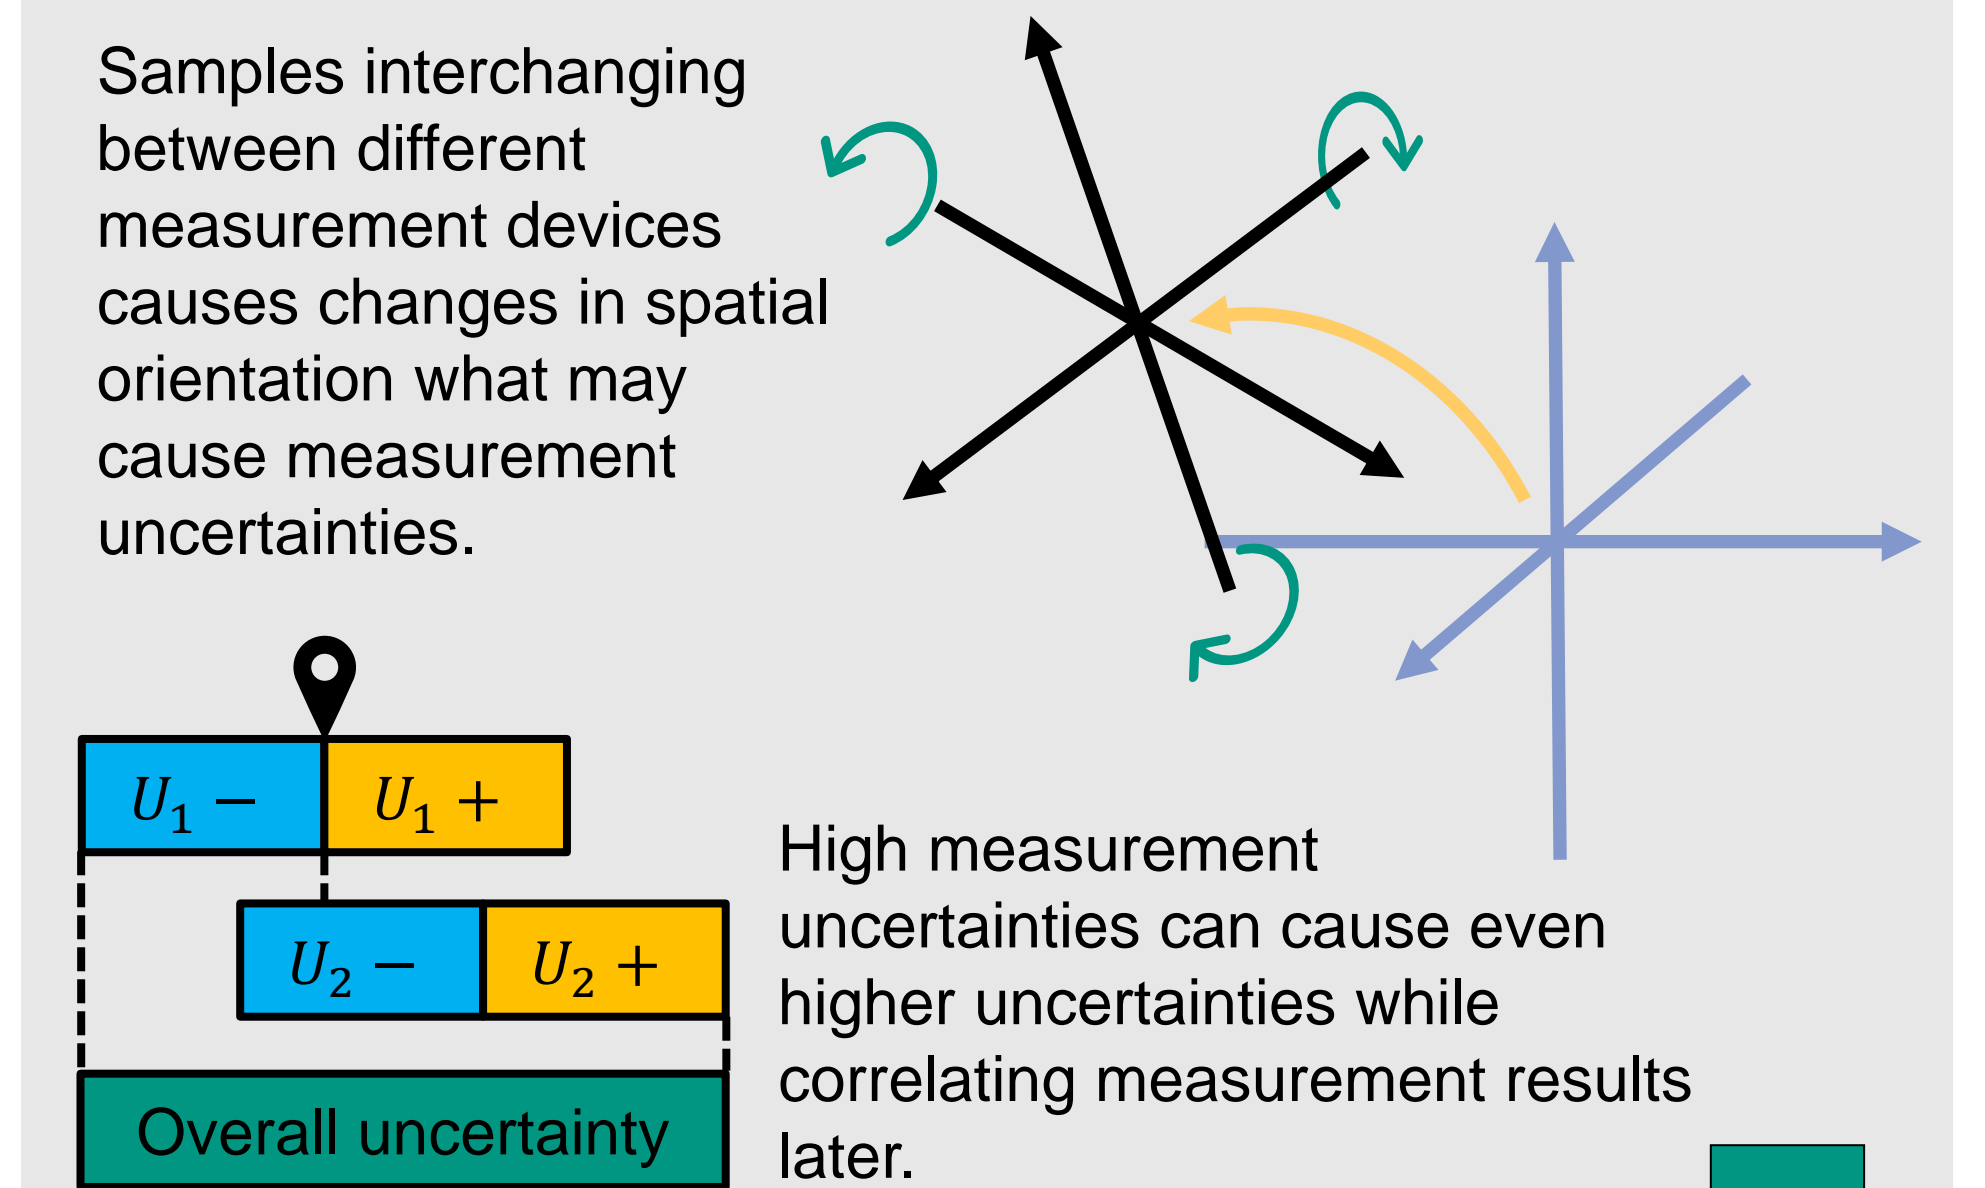 Samples interchanging
between different
measurement devices
causes changes in spatial
orientation what may
cause measurement
uncertainties.
U₁ − U₁ +
U₂ − U₂ +
Overall uncertainty
High measurement
uncertainties can cause even
higher uncertainties while
correlating measurement results
later.